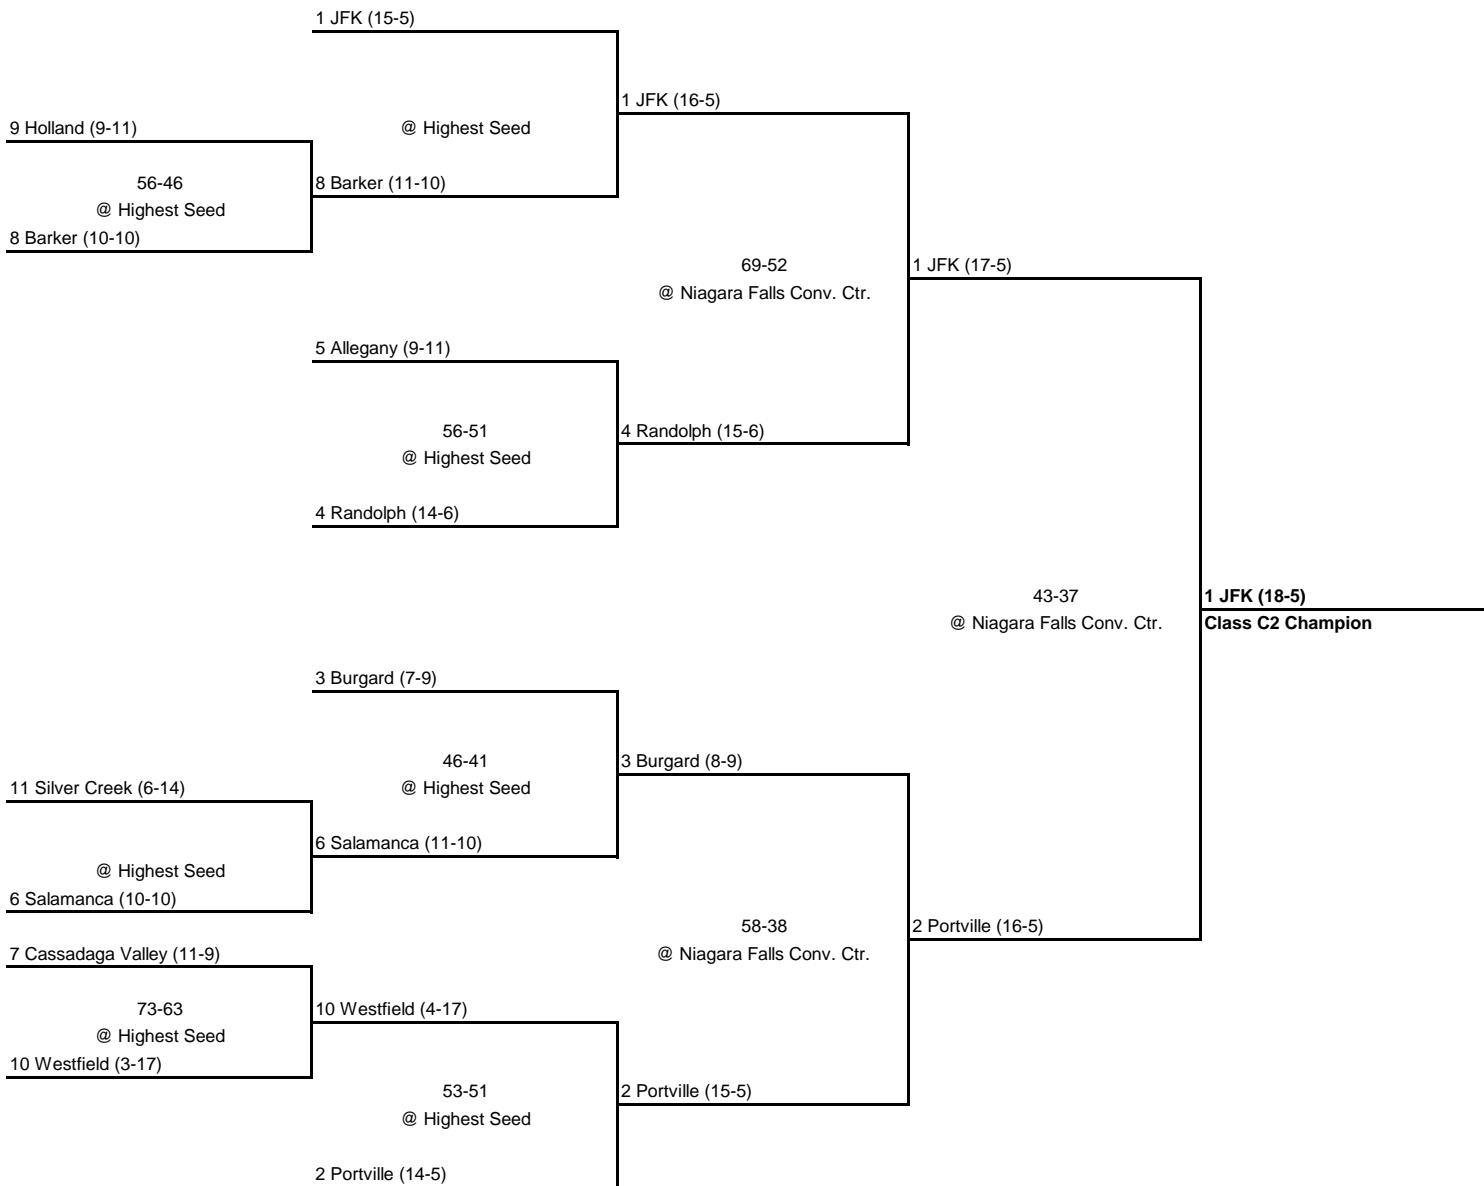 1 JFK (15-5)
1 JFK (16-5)
9 Holland (9-11)
@ Highest Seed
56-46
8 Barker (11-10)
@ Highest Seed
8 Barker (10-10)
69-52
1 JFK (17-5)
@ Niagara Falls Conv. Ctr.
5 Allegany (9-11)
56-51
4 Randolph (15-6)
@ Highest Seed
4 Randolph (14-6)
43-37
1 JFK (18-5)
@ Niagara Falls Conv. Ctr.
Class C2 Champion
3 Burgard (7-9)
46-41
3 Burgard (8-9)
11 Silver Creek (6-14)
@ Highest Seed
6 Salamanca (11-10)
@ Highest Seed
6 Salamanca (10-10)
58-38
2 Portville (16-5)
7 Cassadaga Valley (11-9)
@ Niagara Falls Conv. Ctr.
73-63
10 Westfield (4-17)
@ Highest Seed
10 Westfield (3-17)
53-51
2 Portville (15-5)
@ Highest Seed
2 Portville (14-5)